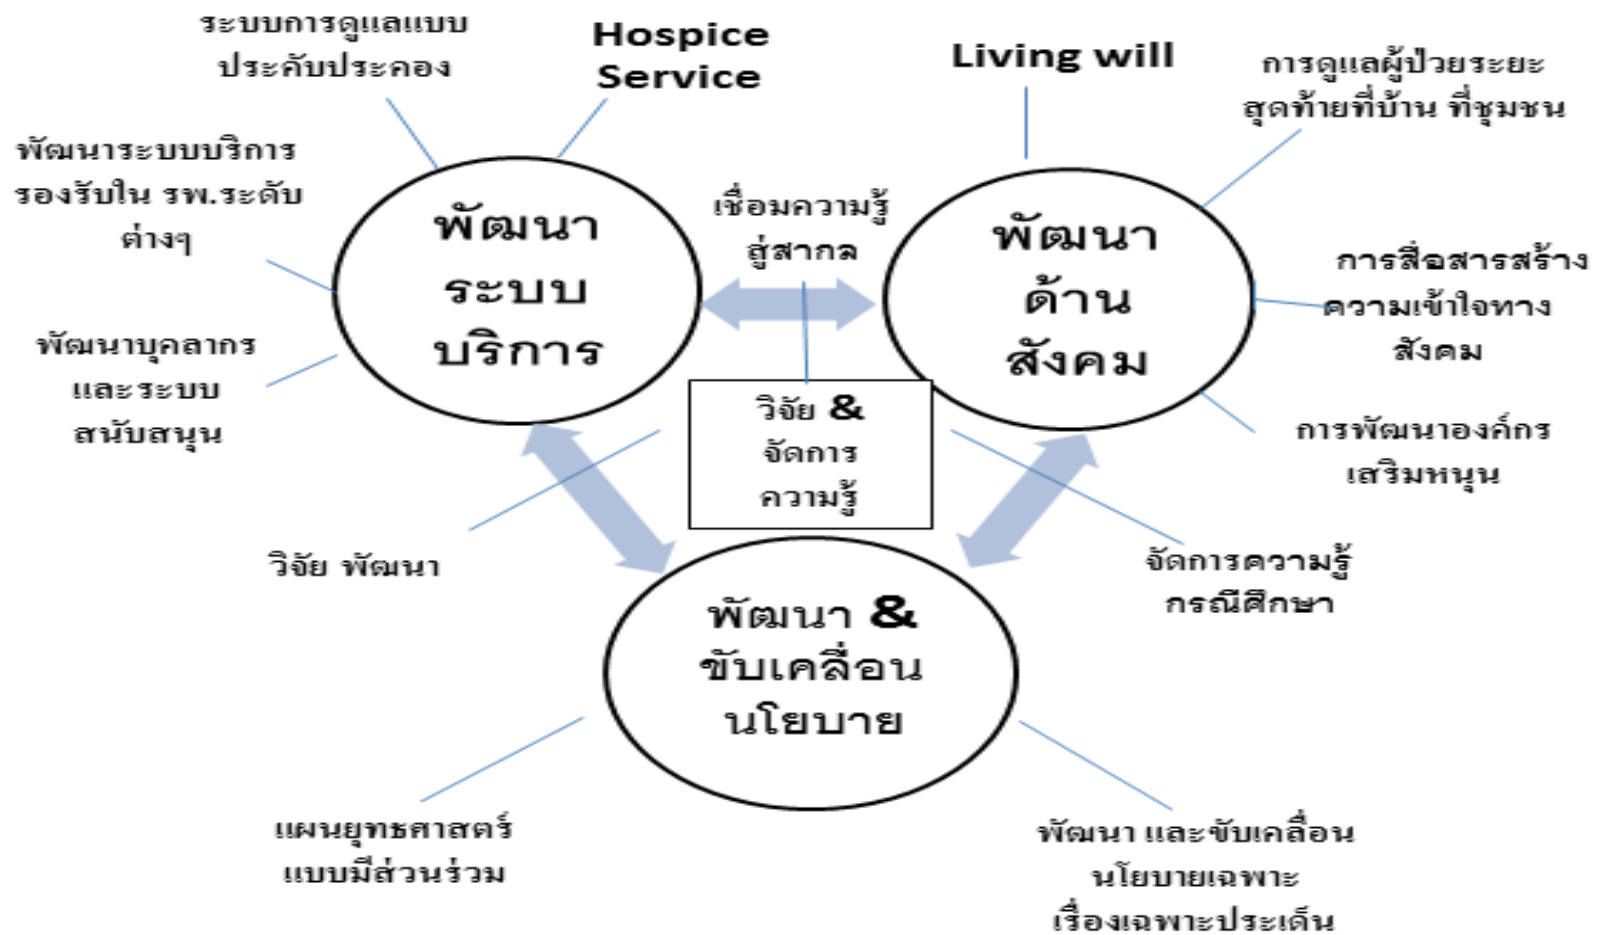 ระบบการดูแลแบบ
ประคับประคอง
Hospice
Service
Living will
การดูแลผู้ป่วยระยะ
สุดท้ายที่บ้าน ที่ชุมชน
พัฒนาระบบบริการ
รองรับใน รพ.ระดับ
ต่างๆ
พัฒนา
ระบบ
บริการ
เชื่อมความรู้
สู่สากล
พัฒนา
ด้าน
สังคม
การสื่อสารสร้าง
ความเข้าใจทาง
สังคม
พัฒนาบุคลากร
และระบบ
สนับสนุน
วิจัย &
จัดการ
ความรู้
การพัฒนาองค์กร
เสริมหนุน
วิจัย พัฒนา
จัดการความรู้
กรณีศึกษา
พัฒนา &
ขับเคลื่อน
นโยบาย
แผนยุทธศาสตร์
แบบมีส่วนร่วม
พัฒนา และขับเคลื่อน
นโยบายเฉพาะ
เรื่องเฉพาะประเด็น